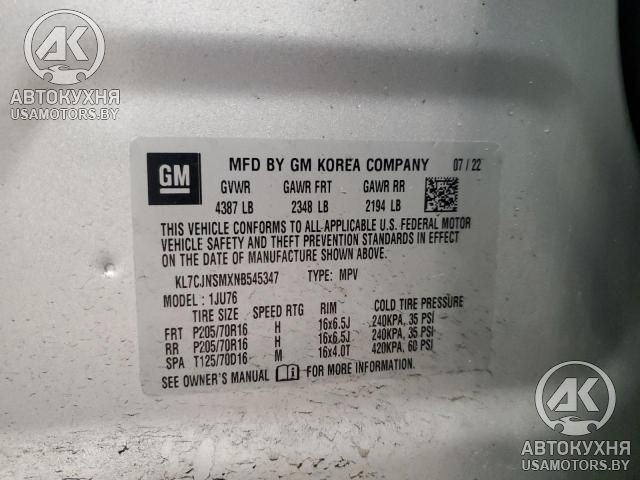 AK
АВТОКУХНЯ
USAMOTORS.BY
GM
MFD BY GM KOREA COMPANY 07/22
GVWR GAWR FRT GAWR RR
4387 LB 2348 LB 2194 LB
THIS VEHICLE CONFORMS TO ALL APPLICABLE U.S. FEDERAL MOTOR
VEHICLE SAFETY AND THEFT PREVENTION STANDARDS IN EFFECT
ON THE DATE OF MANUFACTURE SHOWN ABOVE.
KL7CJNSMXNB545347 TYPE: MPV
MODEL: 1JU76
TIRE SIZE SPEED RTG RIM COLD TIRE PRESSURE
FRT P205/70R16 H 16x6.5J 240KPA, 35 PSI
RR P205/70R16 H 16x6.5J 240KPA, 35 PSI
SPA T125/70D16 M 16x4.0T 420KPA, 60 PSI
SEE OWNER'S MANUAL FOR MORE INFORMATION.
AK
АВТОКУХНЯ
USAMOTORS.BY